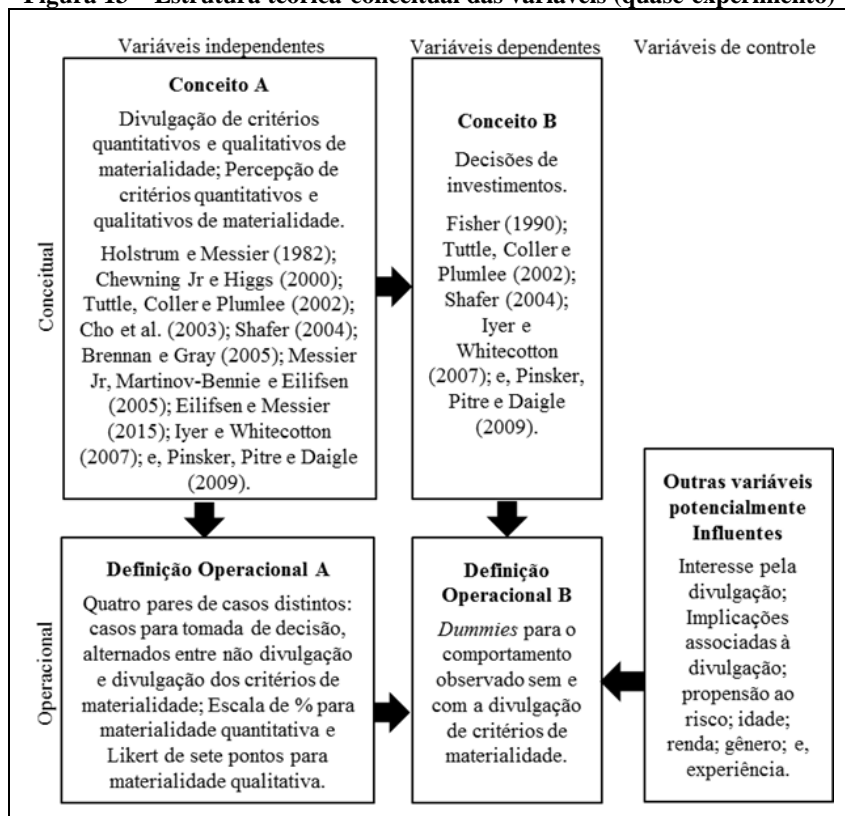 Figura 13 – Estrutura teórica-conceitual das variáveis (quase experimento)
Variáveis independentes
Variáveis dependentes
Variáveis de controle
Conceitual
Conceito A
Divulgação de critérios
quantitativos e qualitativos de
materialidade; Percepção de
critérios quantitativos e
qualitativos de materialidade.
Holstrum e Messier (1982);
Chewning Jr e Higgs (2000);
Tuttle, Coller e Plumlee (2002);
Cho et al. (2003); Shafer (2004);
Brennan e Gray (2005); Messier
Jr, Martinov-Bennie e Eilifsen
(2005); Eilifsen e Messier
(2015); Iyer e Whitecotton
(2007); e, Pinsker, Pitre e Daigle
(2009).
Conceito B
Decisões de
investimentos.
Fisher (1990);
Tuttle, Coller e
Plumlee (2002);
Shafer (2004);
Iyer e
Whitecotton
(2007); e, Pinsker,
Pitre e Daigle
(2009).
Operacional
Definição Operacional A
Quatro pares de casos distintos:
casos para tomada de decisão,
alternados entre não divulgação
e divulgação dos critérios de
materialidade; Escala de % para
materialidade quantitativa e
Likert de sete pontos para
materialidade qualitativa.
Definição
Operacional B
Dummies para o
comportamento
observado sem e
com a divulgação
de critérios de
materialidade.
Outras variáveis
potencialmente
Influentes
Interesse pela
divulgação;
Implicações
associadas à
divulgação;
propensão ao
risco; idade;
renda; gênero; e,
experiência.